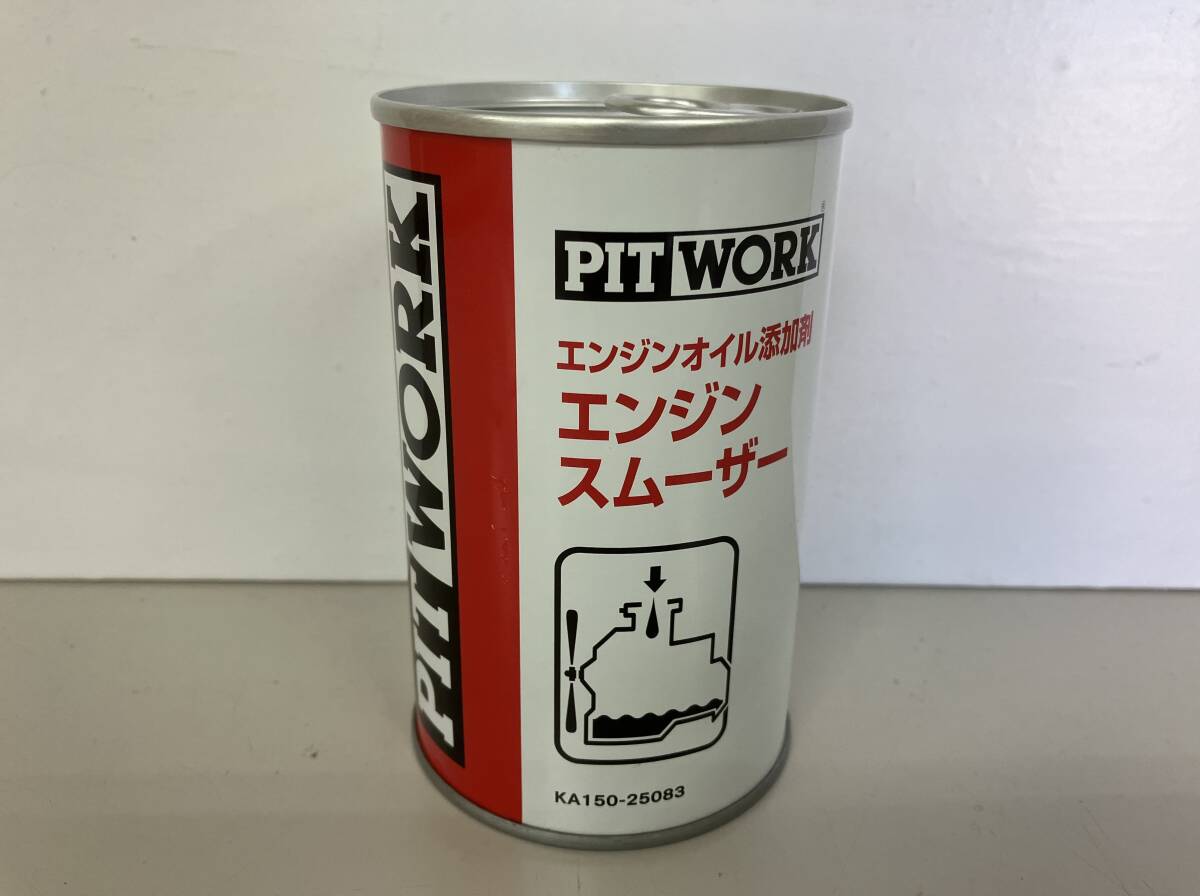 PIT WORK
PIT WORK
®
エンジンオイル添加剤
エンジン
スムーザー
KA150-25083